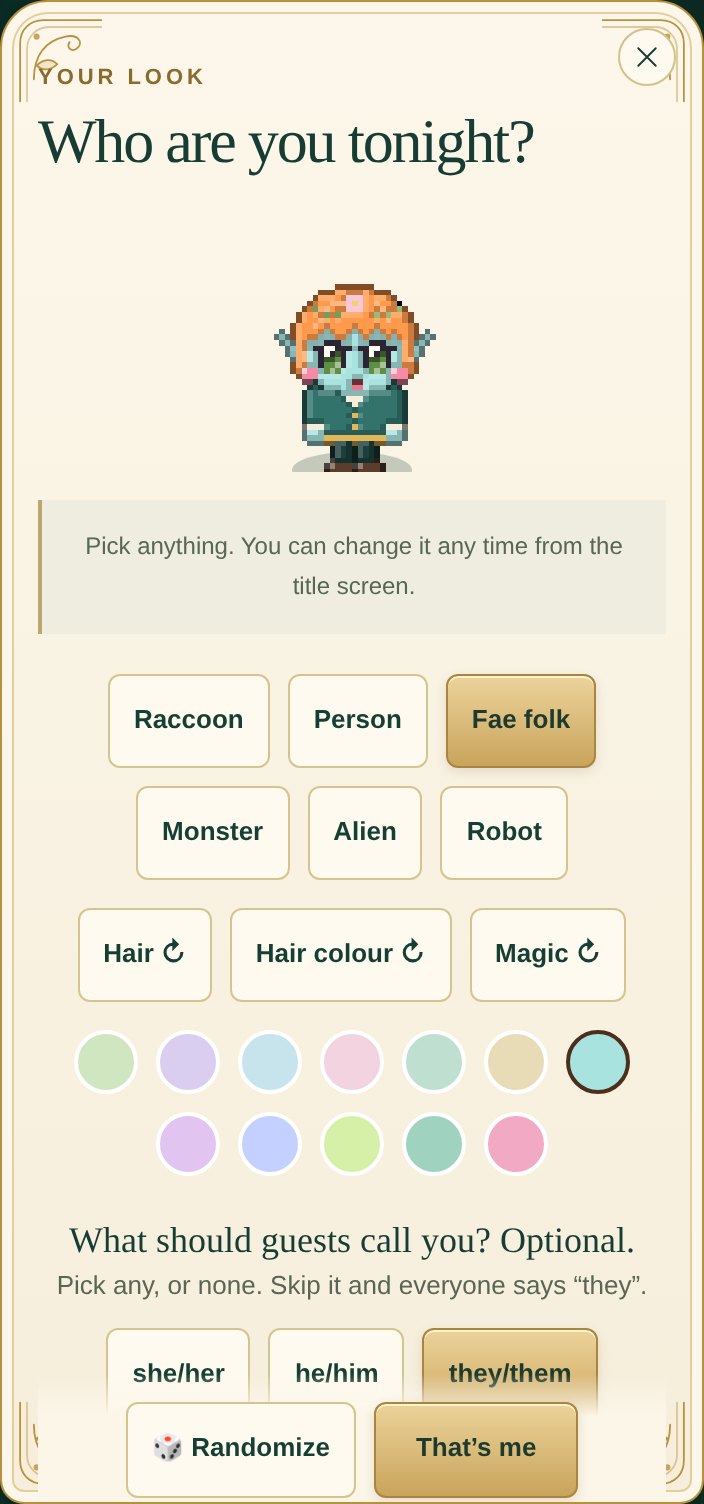 YOUR LOOK
Who are you tonight?
Pick anything. You can change it any time from the
title screen.
Raccoon
Person
Fae folk
Monster
Alien
Robot
Hair ↻
Hair colour ↻
Magic ↻
What should guests call you? Optional.
Pick any, or none. Skip it and everyone says “they”.
she/her
he/him
they/them
🎲 Randomize
That’s me